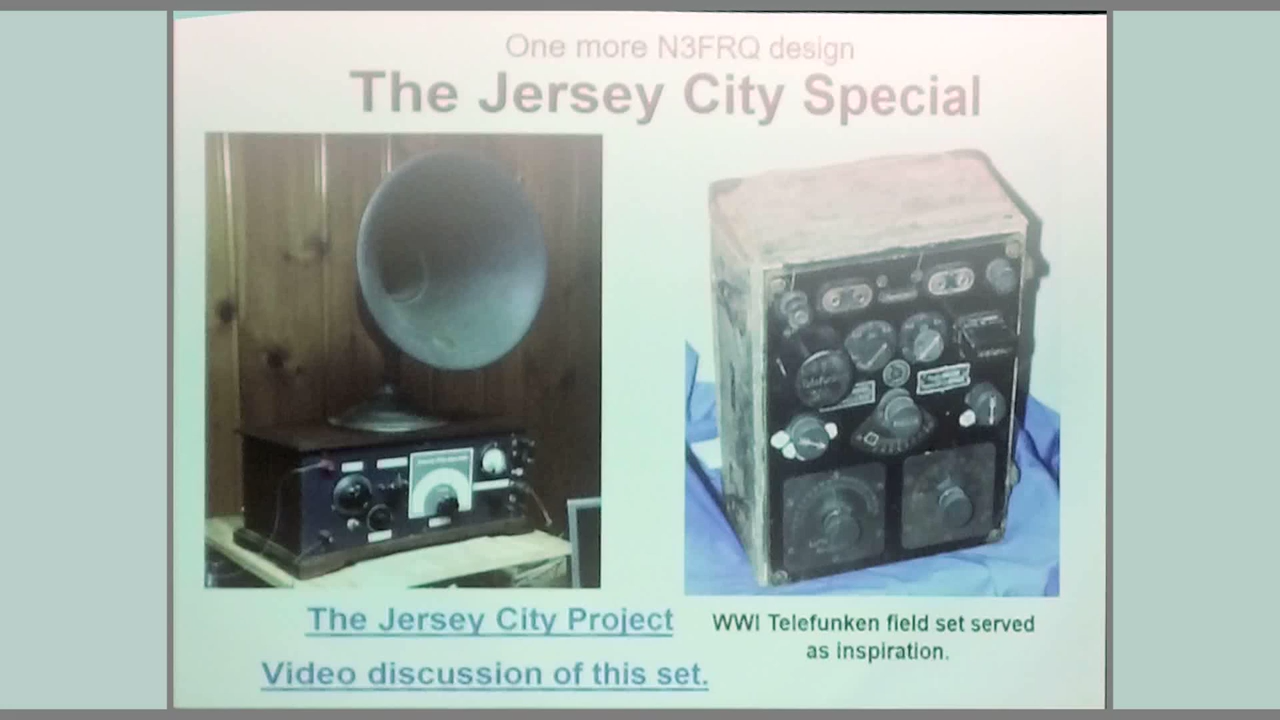 One more N3FRQ design
The Jersey City Special
The Jersey City Project
Video discussion of this set.
WWI Telefunken field set served
as inspiration.